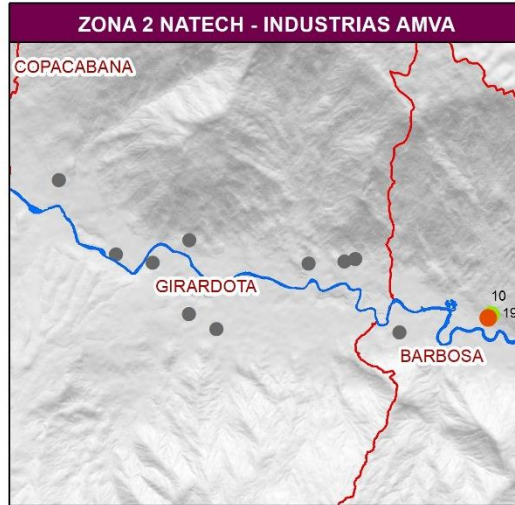 ZONA 2 NATECH - INDUSTRIAS AMVA
COPACABANA
GIRARDOTA
10
19
BARBOSA